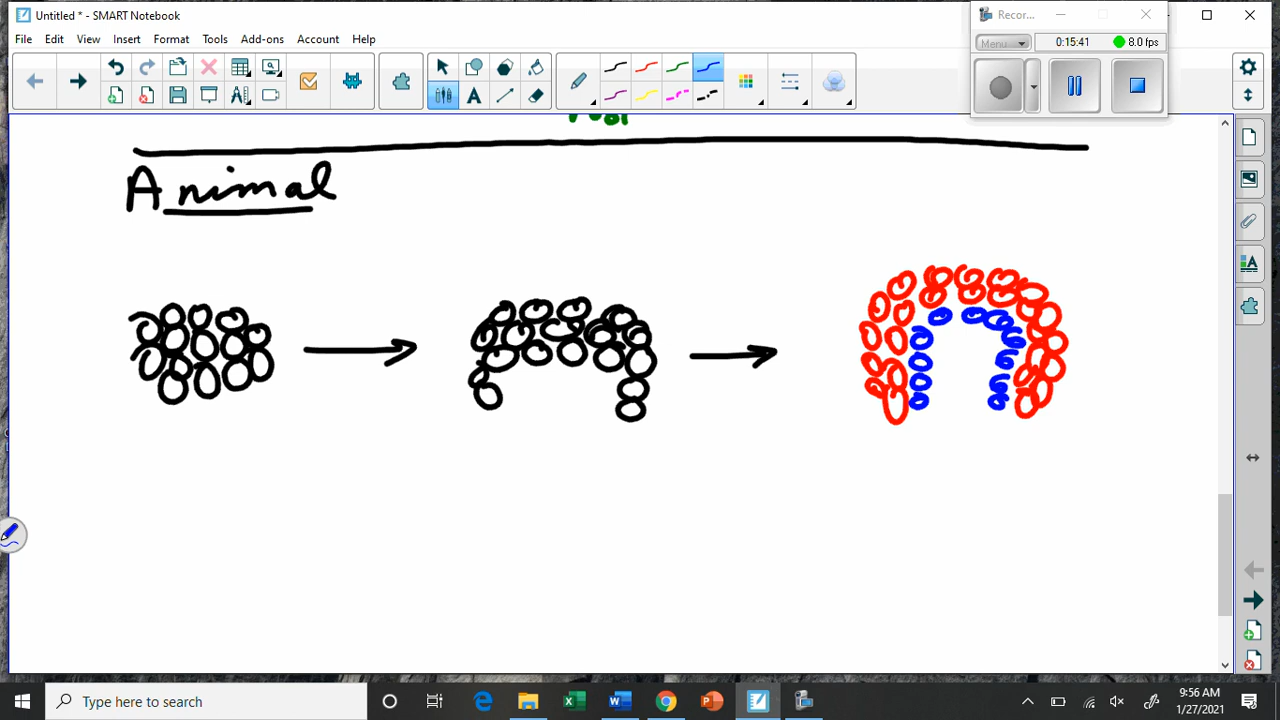 Untitled * - SMART Notebook
Recor...
File Edit View Insert Format Tools Add-ons Account Help
Menu
0:15:41
8.0 fps
Animal
Type here to search
9:56 AM
1/27/2021